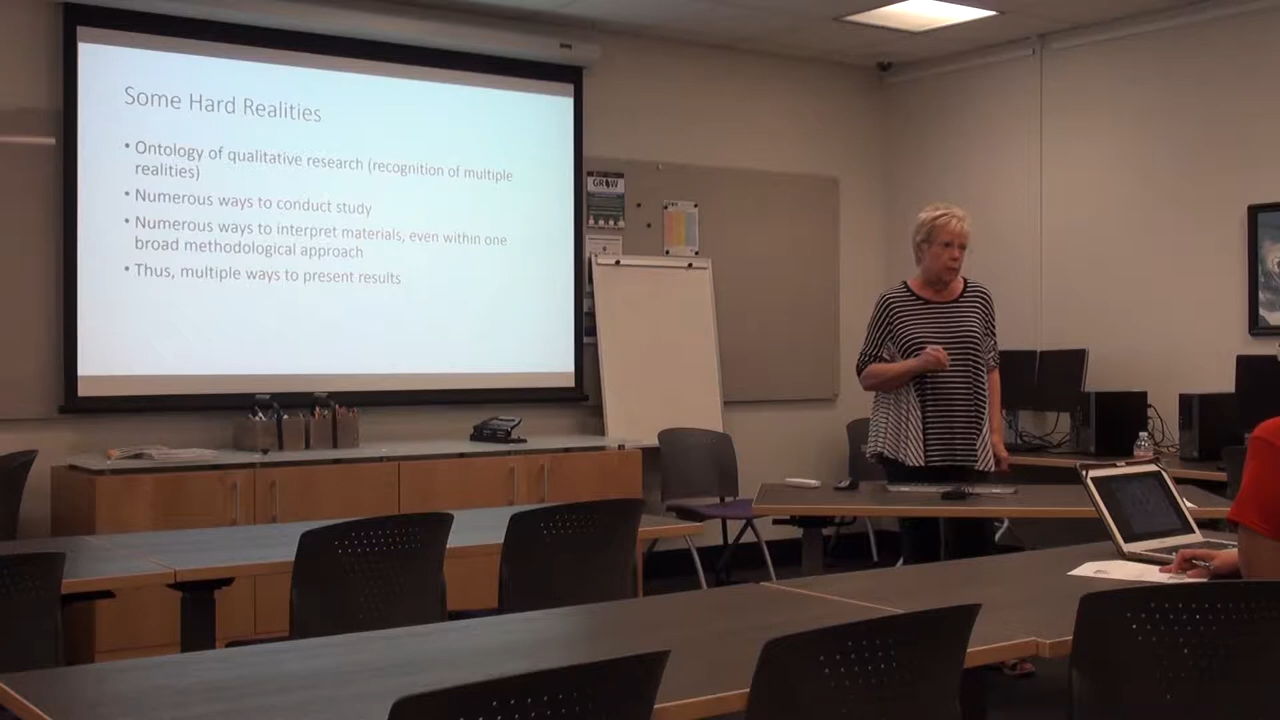 Some Hard Realities
• Ontology of qualitative research (recognition of multiple
realities)
• Numerous ways to conduct study
• Numerous ways to interpret materials, even within one
broad methodological approach
• Thus, multiple ways to present results
GROW